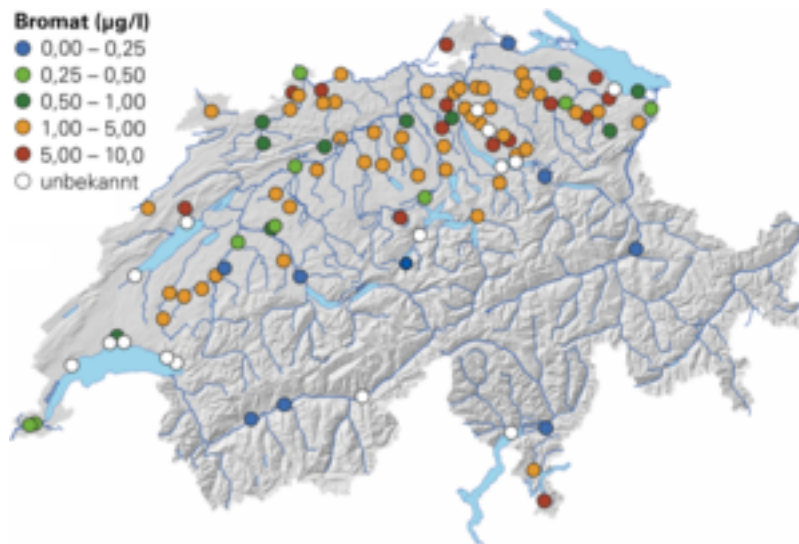 Bromat (µg/l)
0,00 – 0,25
0,25 – 0,50
0,50 – 1,00
1,00 – 5,00
5,00 – 10,0
unbekannt